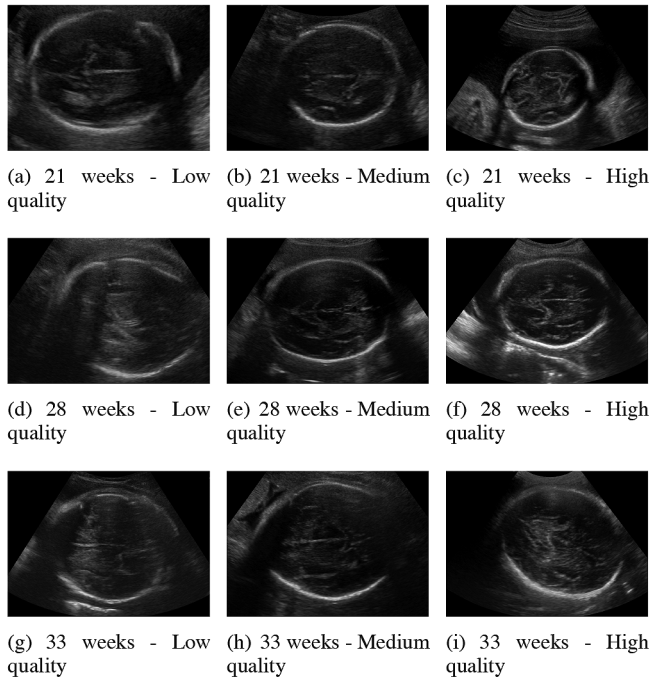 (a) 21 weeks - Low
quality
(b) 21 weeks - Medium
quality
(c) 21 weeks - High
quality
(d) 28 weeks - Low
quality
(e) 28 weeks - Medium
quality
(f) 28 weeks - High
quality
(g) 33 weeks - Low
quality
(h) 33 weeks - Medium
quality
(i) 33 weeks - High
quality